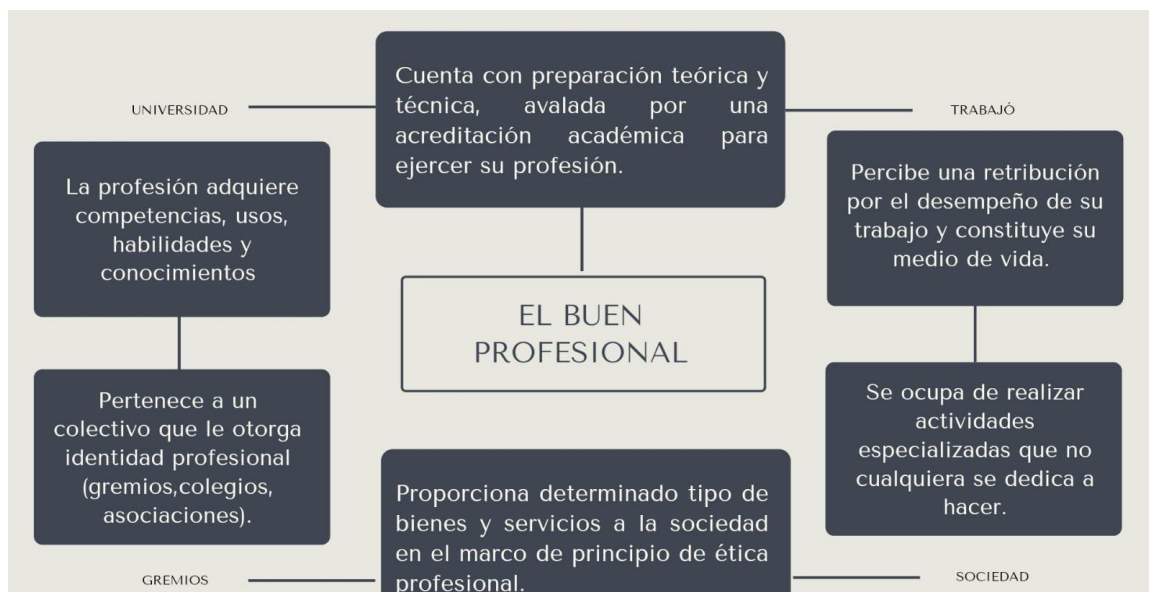 Cuenta con preparación teórica y
técnica, avalada por una
acreditación académica para
ejercer su profesión.
UNIVERSIDAD
TRABAJÓ
La profesión adquiere
competencias, usos,
habilidades y
conocimientos
Percibe una retribución
por el desempeño de su
trabajo y constituye su
medio de vida.
EL BUEN
PROFESIONAL
Pertenece a un
colectivo que le otorga
identidad profesional
(gremios,colegios,
asociaciones).
Se ocupa de realizar
actividades
especializadas que no
cualquiera se dedica a
hacer.
Proporciona determinado tipo de
bienes y servicios a la sociedad
en el marco de principio de ética
profesional.
GREMIOS
SOCIEDAD